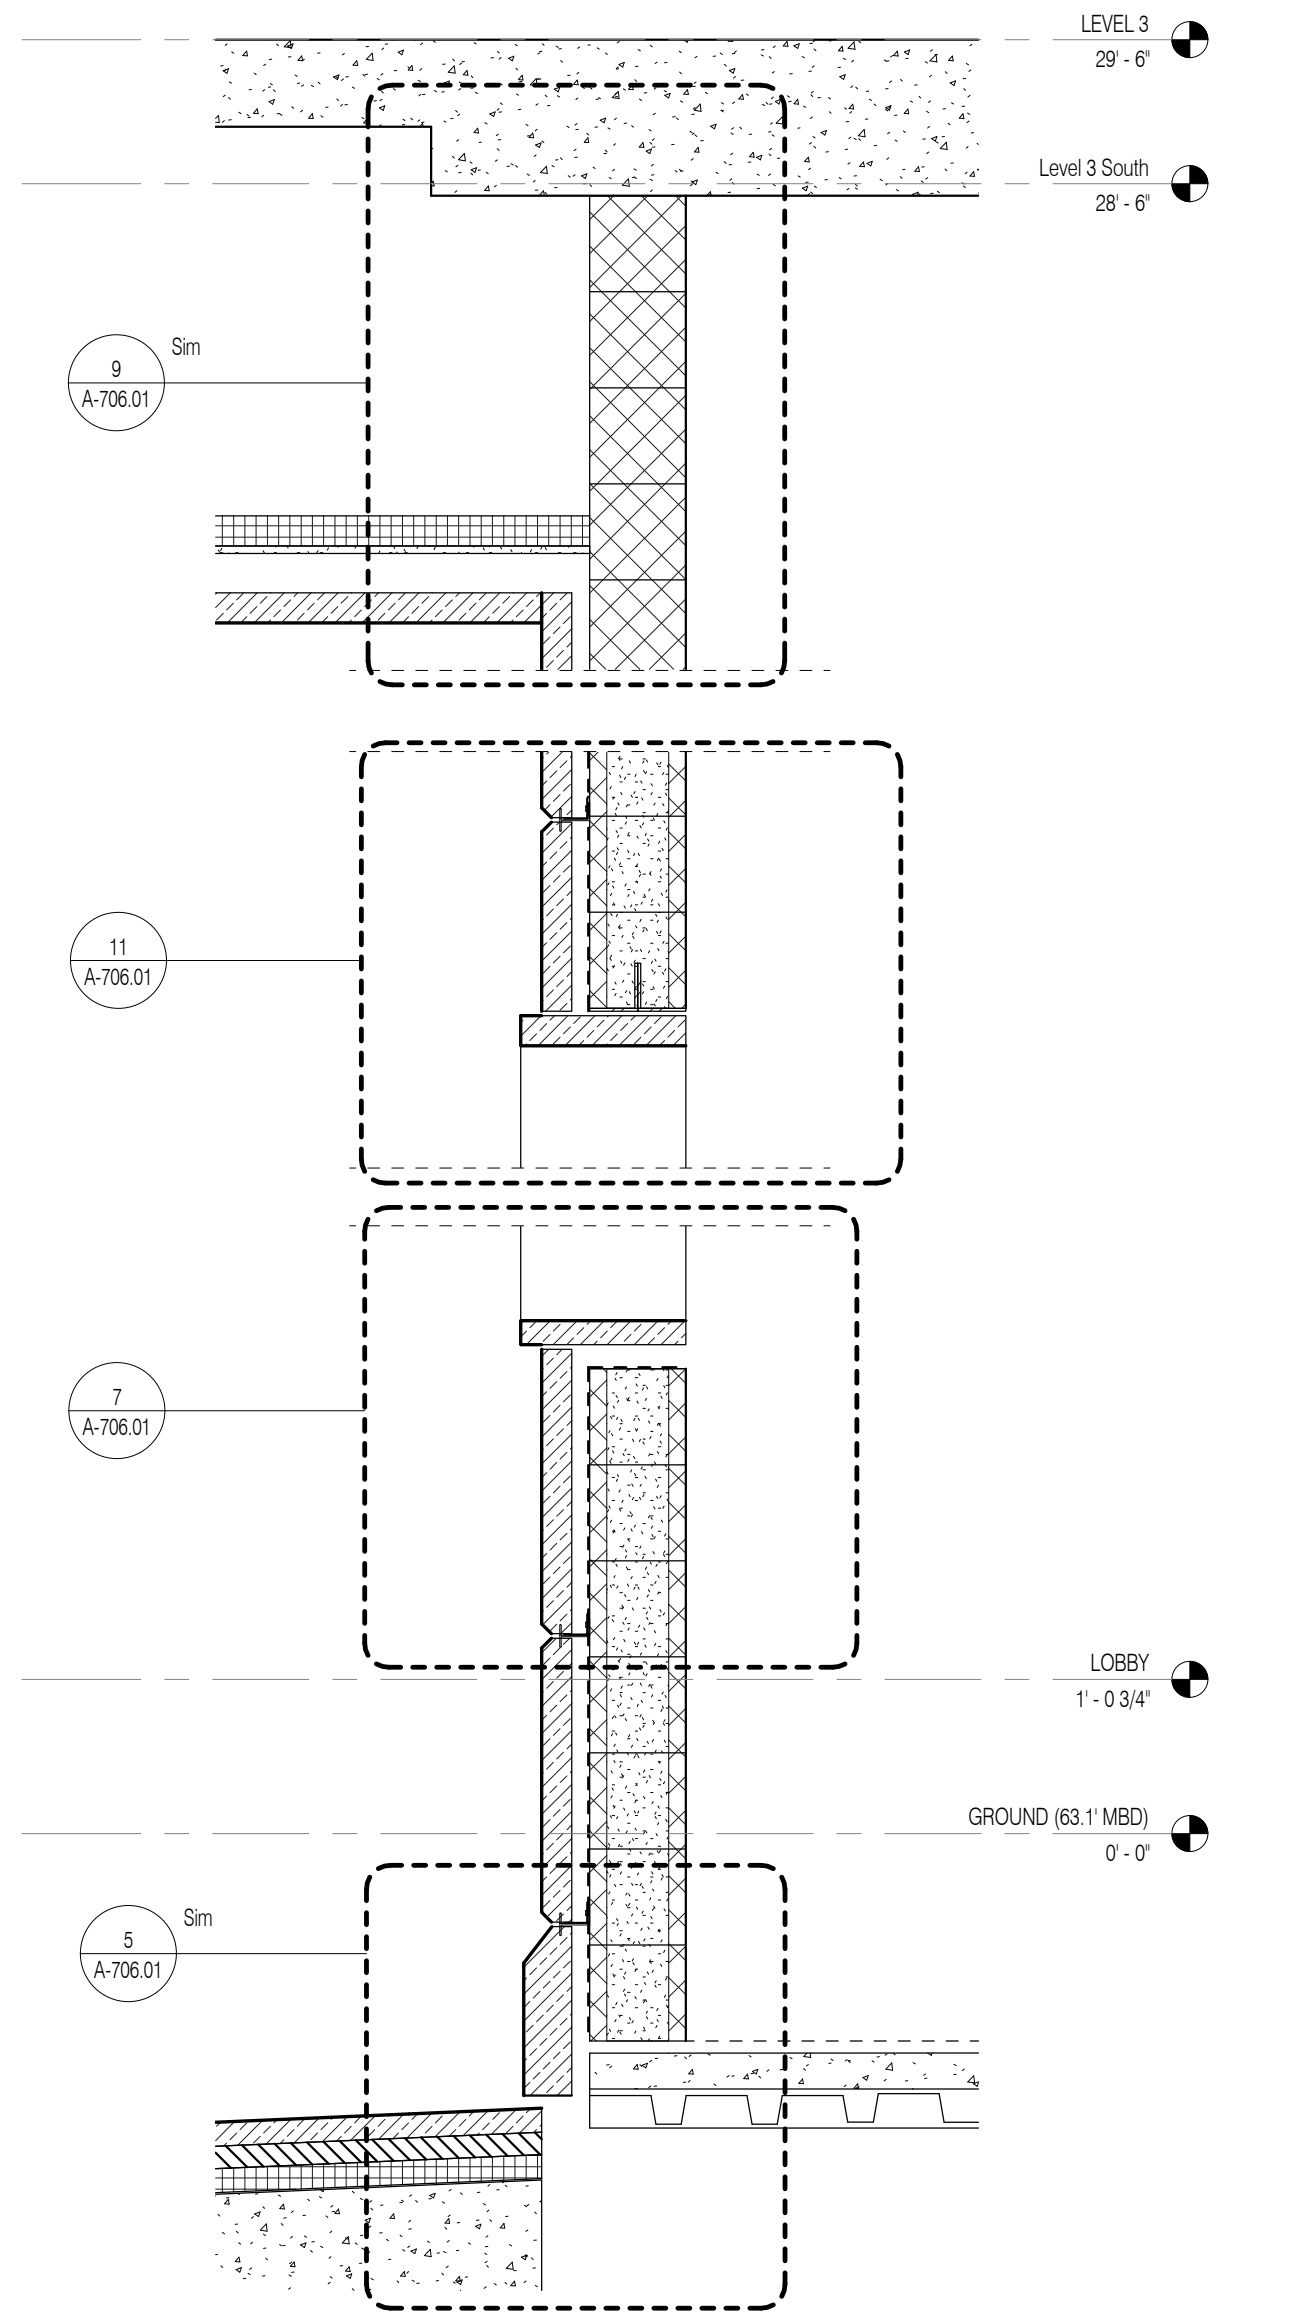 LEVEL 3
29' - 6"
Level 3 South
28' - 6"
Sim
9
A-706.01
11
A-706.01
7
A-706.01
LOBBY
1' - 0 3/4"
GROUND (63.1' MBD)
0' - 0"
Sim
5
A-706.01